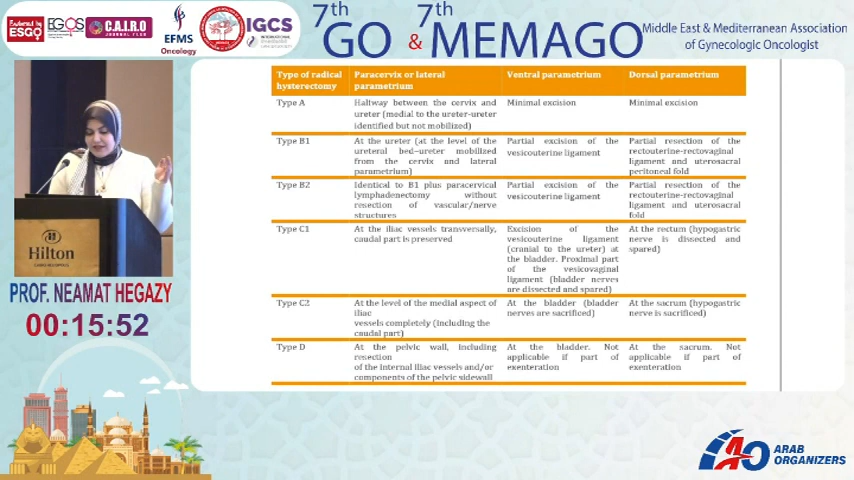 Endorsed by
ESGO
EGOS
C.A.I.R.O
JOURNAL CLUB
EFMS
Oncology
IGCS
INTERNATIONAL
7th GO & 7th MEMAGO
Middle East & Mediterranean Association
of Gynecologic Oncologist
Type of radical hysterectomy
Paracervix or lateral parametrium
Ventral parametrium
Dorsal parametrium
Type A
Halfway between the cervix and
ureter (medial to the ureter-ureter
identified but not mobilized)
Minimal excision
Minimal excision
Type B1
At the ureter (at the level of the
ureteral bed–ureter mobilized
from the cervix and lateral
parametrium)
Partial excision of the
vesicouterine ligament
Partial resection of the
rectouterine-rectovaginal
ligament and uterosacral
peritoneal fold
Type B2
Identical to B1 plus paracervical
lymphadenectomy without
resection of vascular/nerve
structures
Partial excision of the
vesicouterine ligament
Partial resection of the
rectouterine-rectovaginal
ligament and uterosacral
fold
Type C1
At the iliac vessels transversally,
caudal part is preserved
Excision of the
vesicouterine ligament
(cranial to the ureter) at
the bladder. Proximal part
of the vesicovaginal
ligament (bladder nerves
are dissected and spared)
At the rectum (hypogastric
nerve is dissected and
spared)
Type C2
At the level of the medial aspect of
iliac
vessels completely (including the
caudal part)
At the bladder (bladder
nerves are sacrificed)
At the sacrum (hypogastric
nerve is sacrificed)
Type D
At the pelvic wall, including
resection
of the internal iliac vessels and/or
components of the pelvic sidewall
At the bladder. Not
applicable if part of
exenteration
At the sacrum. Not
applicable if part of
exenteration
Hilton
PROF. NEAMAT HEGAZY
00:15:52
AO ARAB
ORGANIZERS